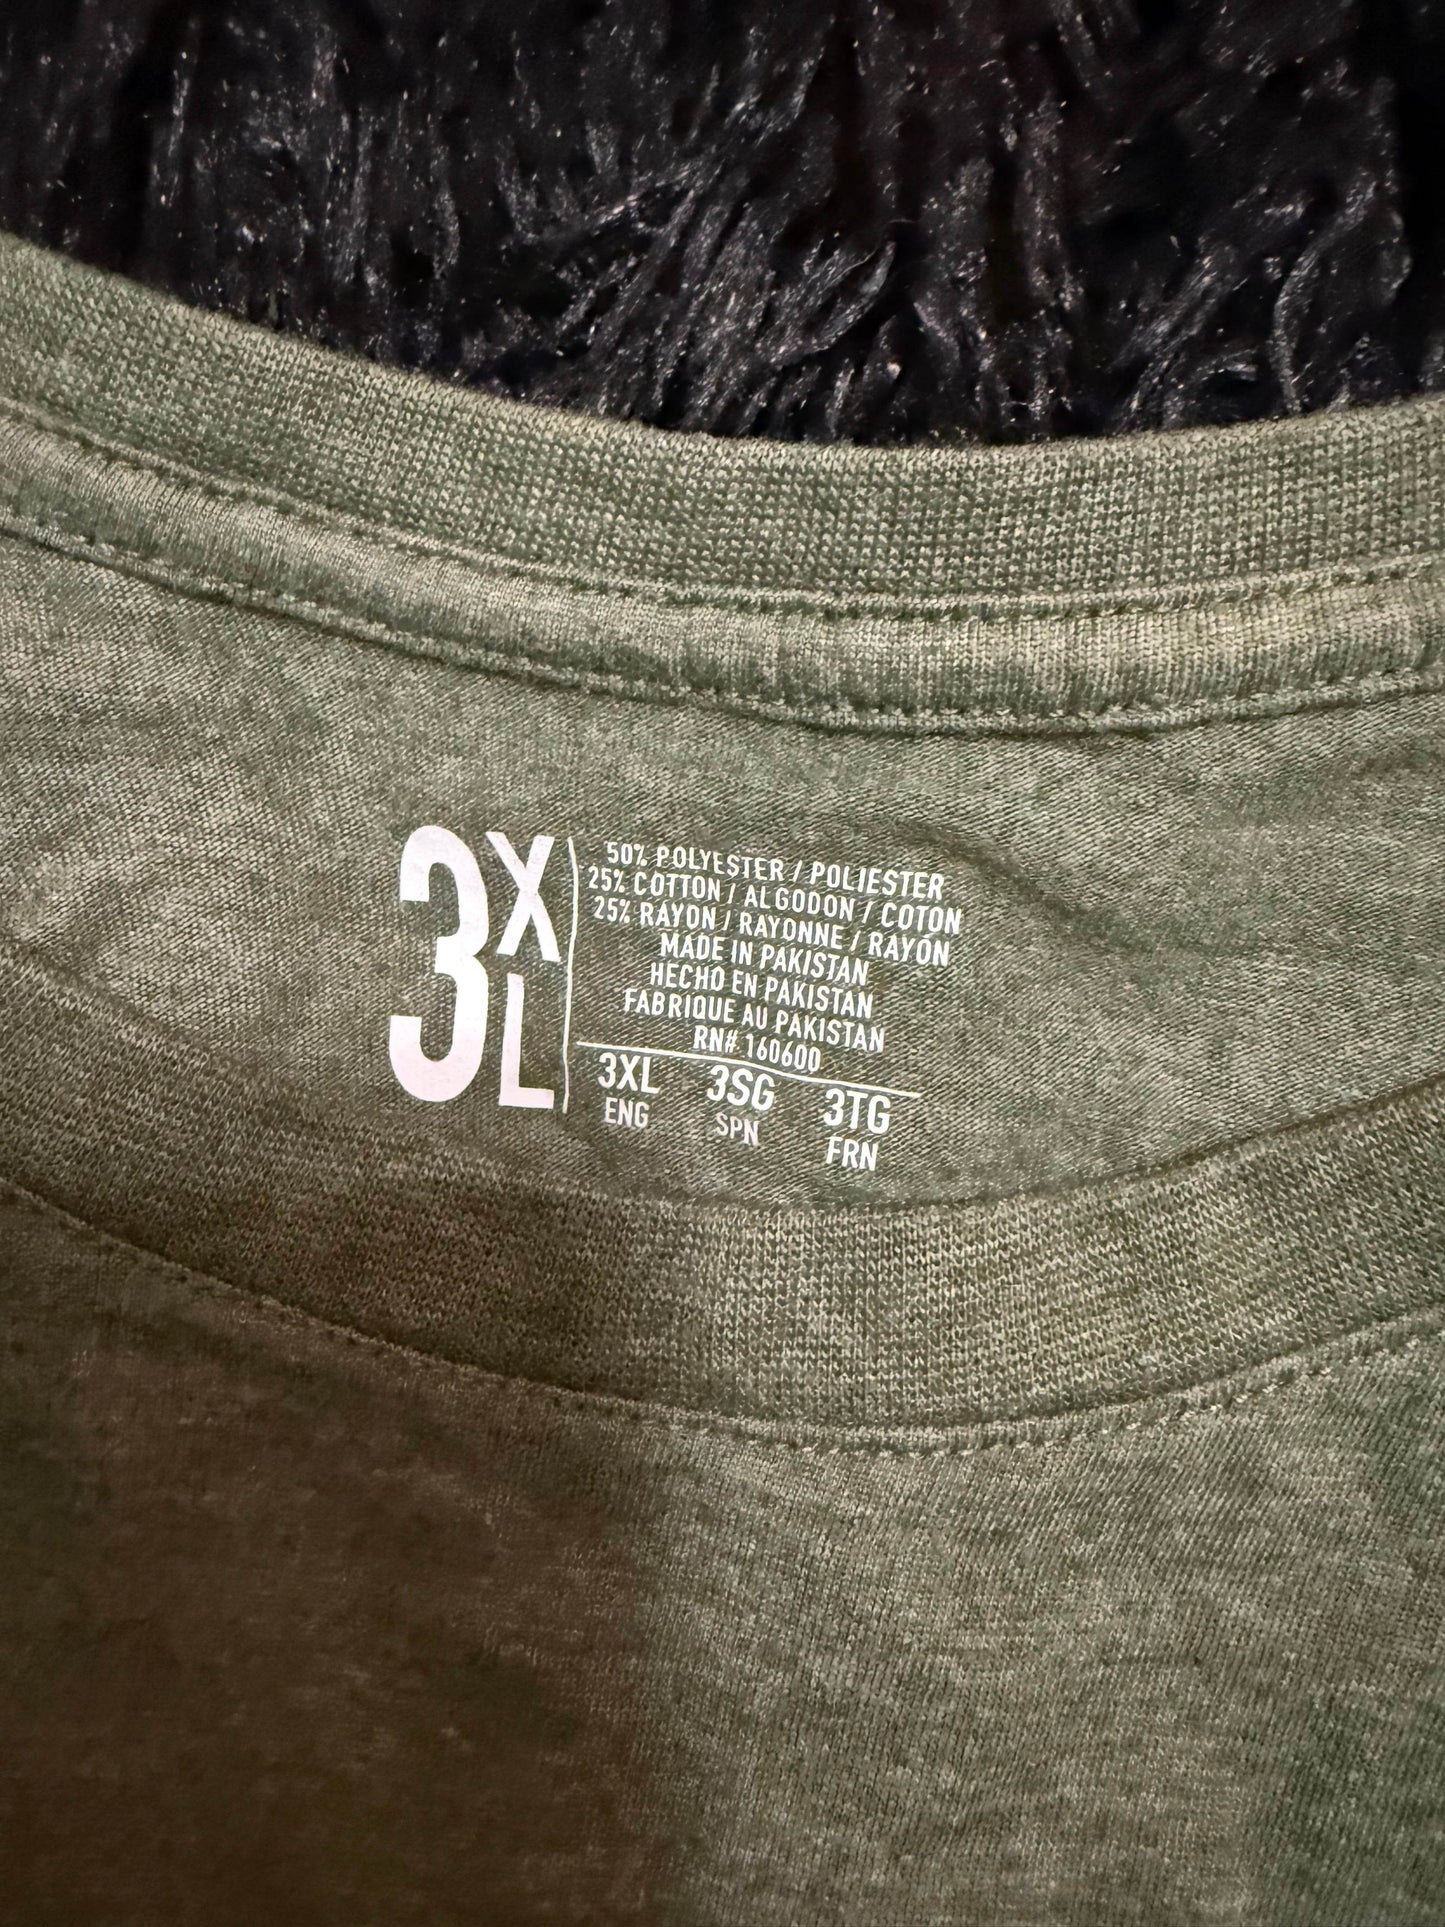 3XL
50% POLYESTER / POLIESTER
25% COTTON / ALGODON / COTON
25% RAYON / RAYONNE / RAYÓN
MADE IN PAKISTAN
HECHO EN PAKISTAN
FABRIQUE AU PAKISTAN
RN# 160600
3XL 3SG 3TG
ENG SPN FRN